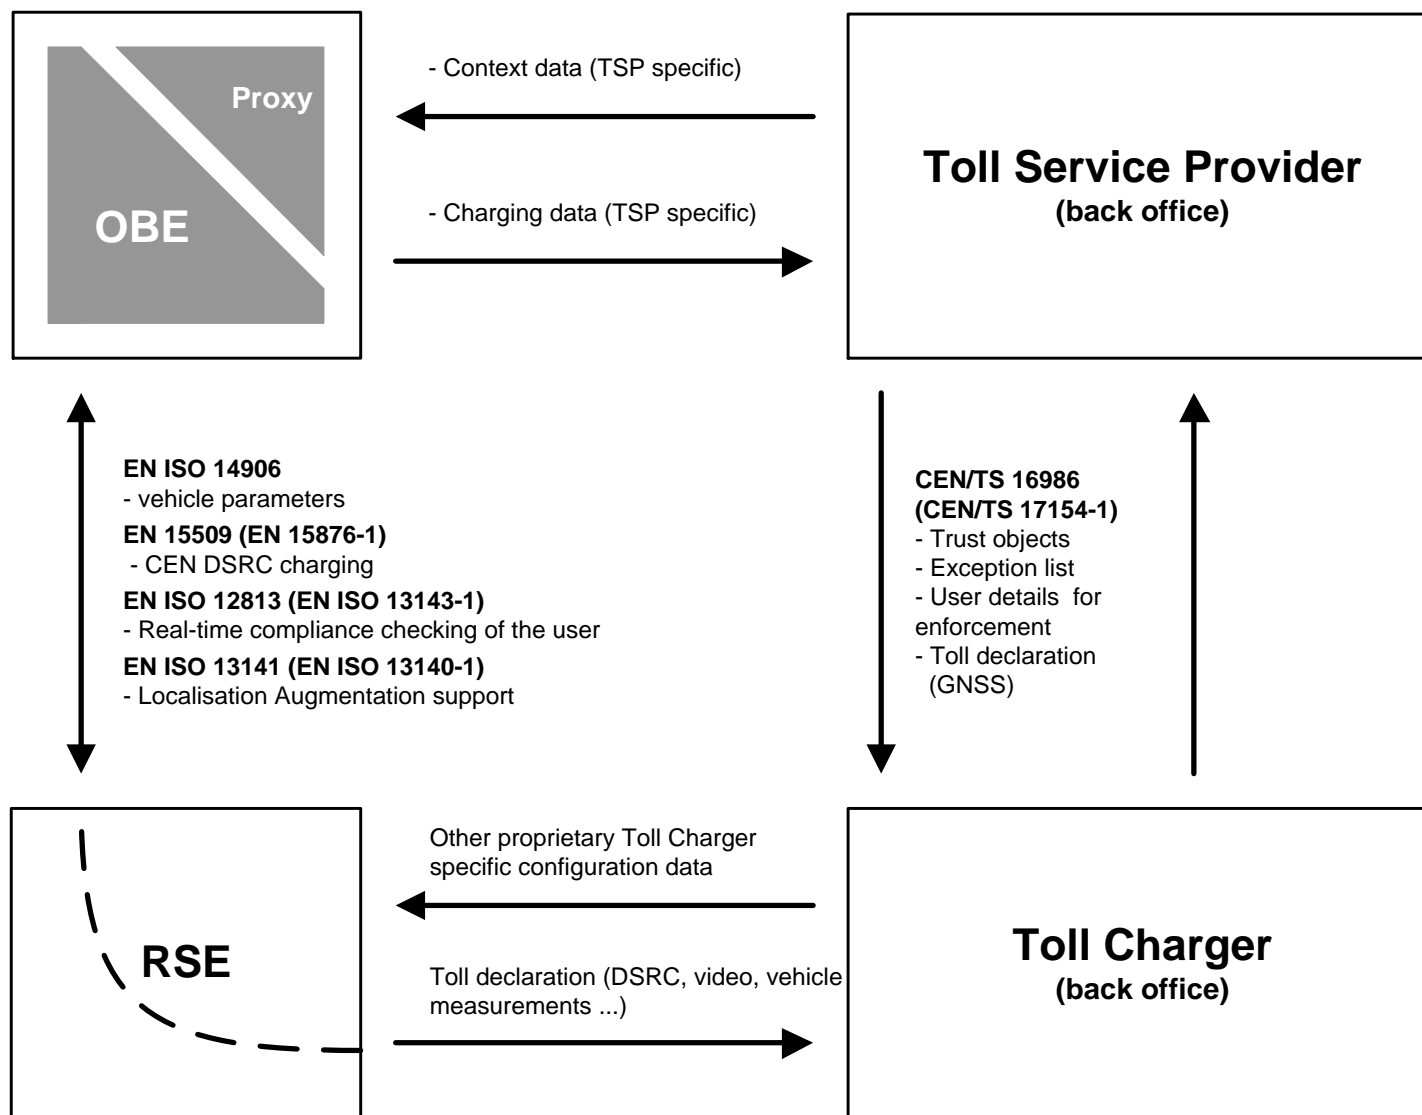 Proxy
OBE
- Context data (TSP specific)
- Charging data (TSP specific)
Toll Service Provider
(back office)
EN ISO 14906
- vehicle parameters
EN 15509 (EN 15876-1)
- CEN DSRC charging
EN ISO 12813 (EN ISO 13143-1)
- Real-time compliance checking of the user
EN ISO 13141 (EN ISO 13140-1)
- Localisation Augmentation support
CEN/TS 16986
(CEN/TS 17154-1)
- Trust objects
- Exception list
- User details for
enforcement
- Toll declaration
(GNSS)
RSE
Other proprietary Toll Charger
specific configuration data
Toll declaration (DSRC, video, vehicle
measurements ...)
Toll Charger
(back office)